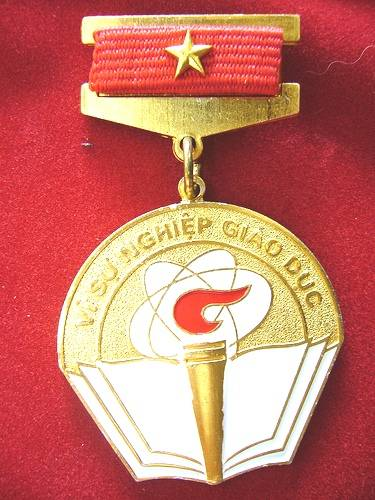 VÌ SỰ NGHIỆP GIÁO DỤC